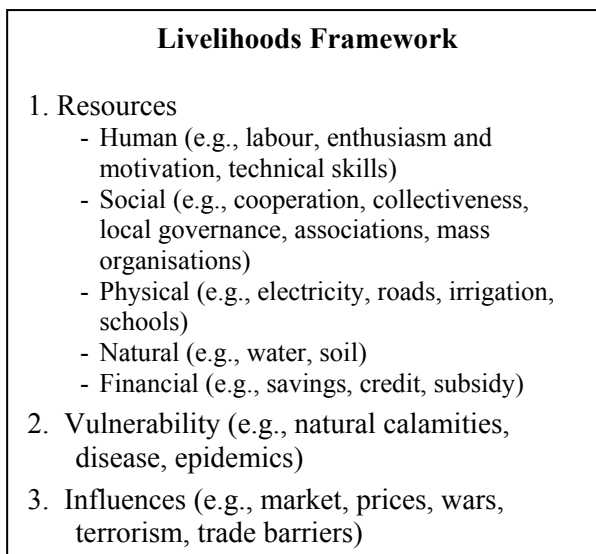 Livelihoods Framework
1. Resources
- Human (e.g., labour, enthusiasm and
motivation, technical skills)
- Social (e.g., cooperation, collectiveness,
local governance, associations, mass
organisations)
- Physical (e.g., electricity, roads, irrigation,
schools)
- Natural (e.g., water, soil)
- Financial (e.g., savings, credit, subsidy)
2. Vulnerability (e.g., natural calamities,
disease, epidemics)
3. Influences (e.g., market, prices, wars,
terrorism, trade barriers)